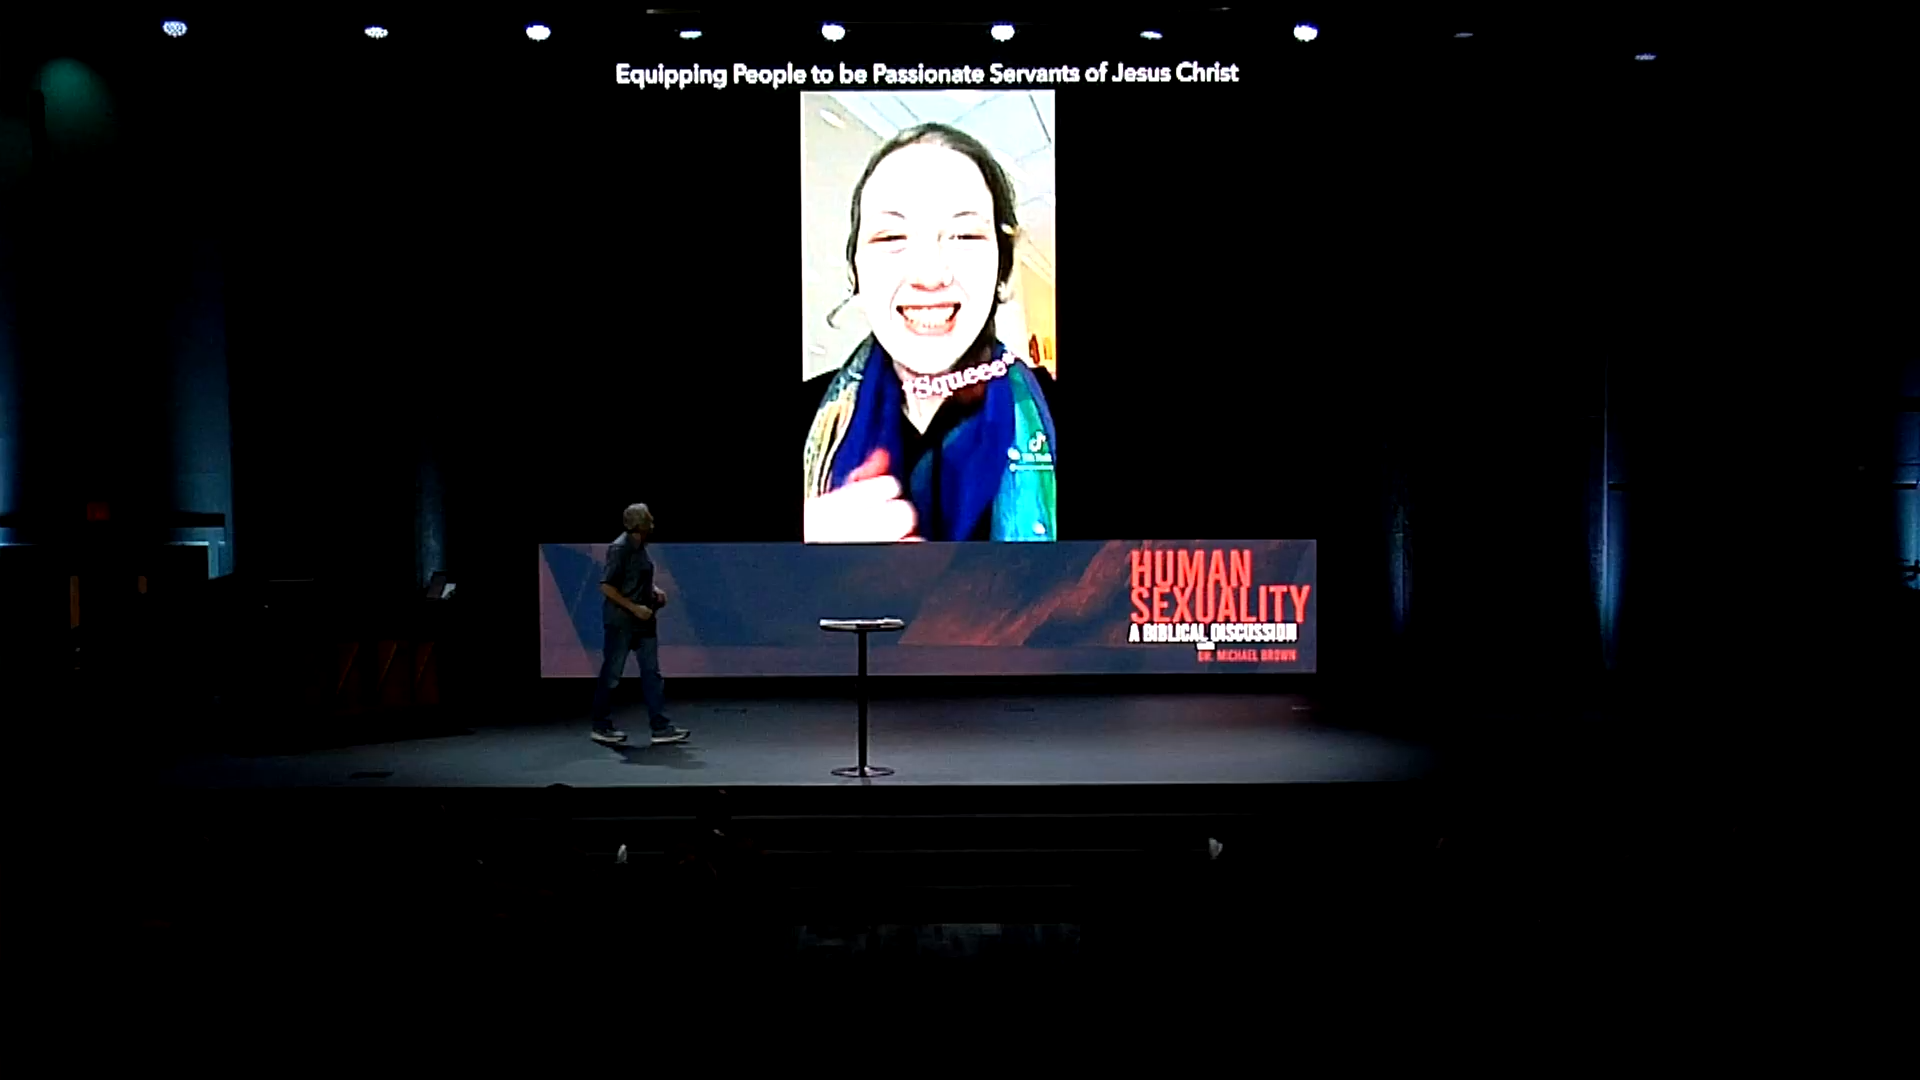 Equipping People to be Passionate Servants of Jesus Christ
*Squeee*
HUMAN
SEXUALITY
A BIBLICAL DISCUSSION
DR. MICHAEL BROWN